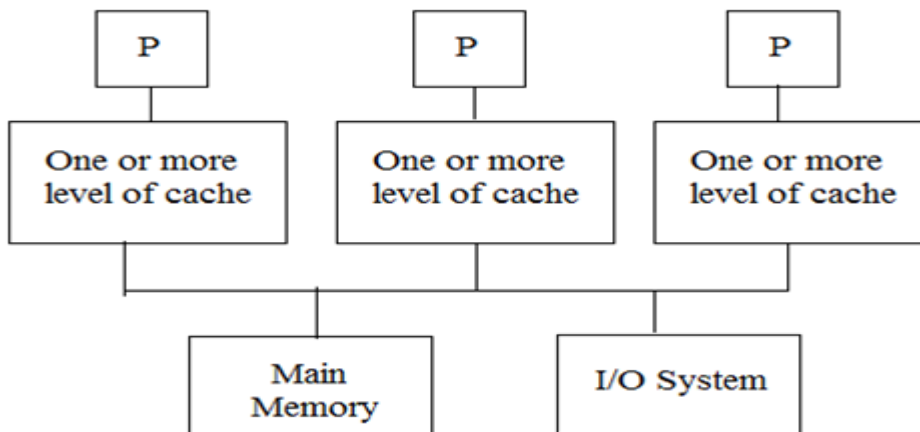 P
P
P
One or more
level of cache
One or more
level of cache
One or more
level of cache
Main
Memory
I/O System